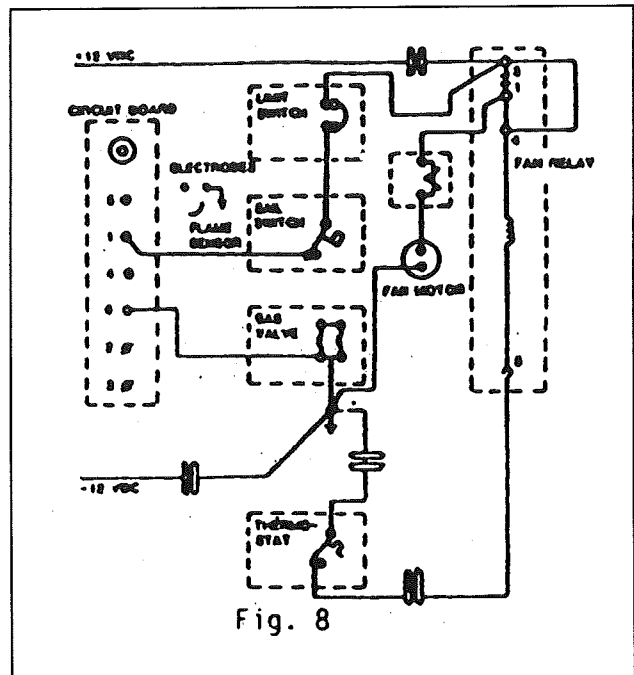 +12 VDC
CIRCUIT BOARD
LIMIT
SWITCH
ELECTRODES
FLAME
SENSOR
SAIL
SWITCH
FAN RELAY
FAN MOTOR
GAS
VALVE
-12 VDC
THERMO-
STAT
Fig. 8